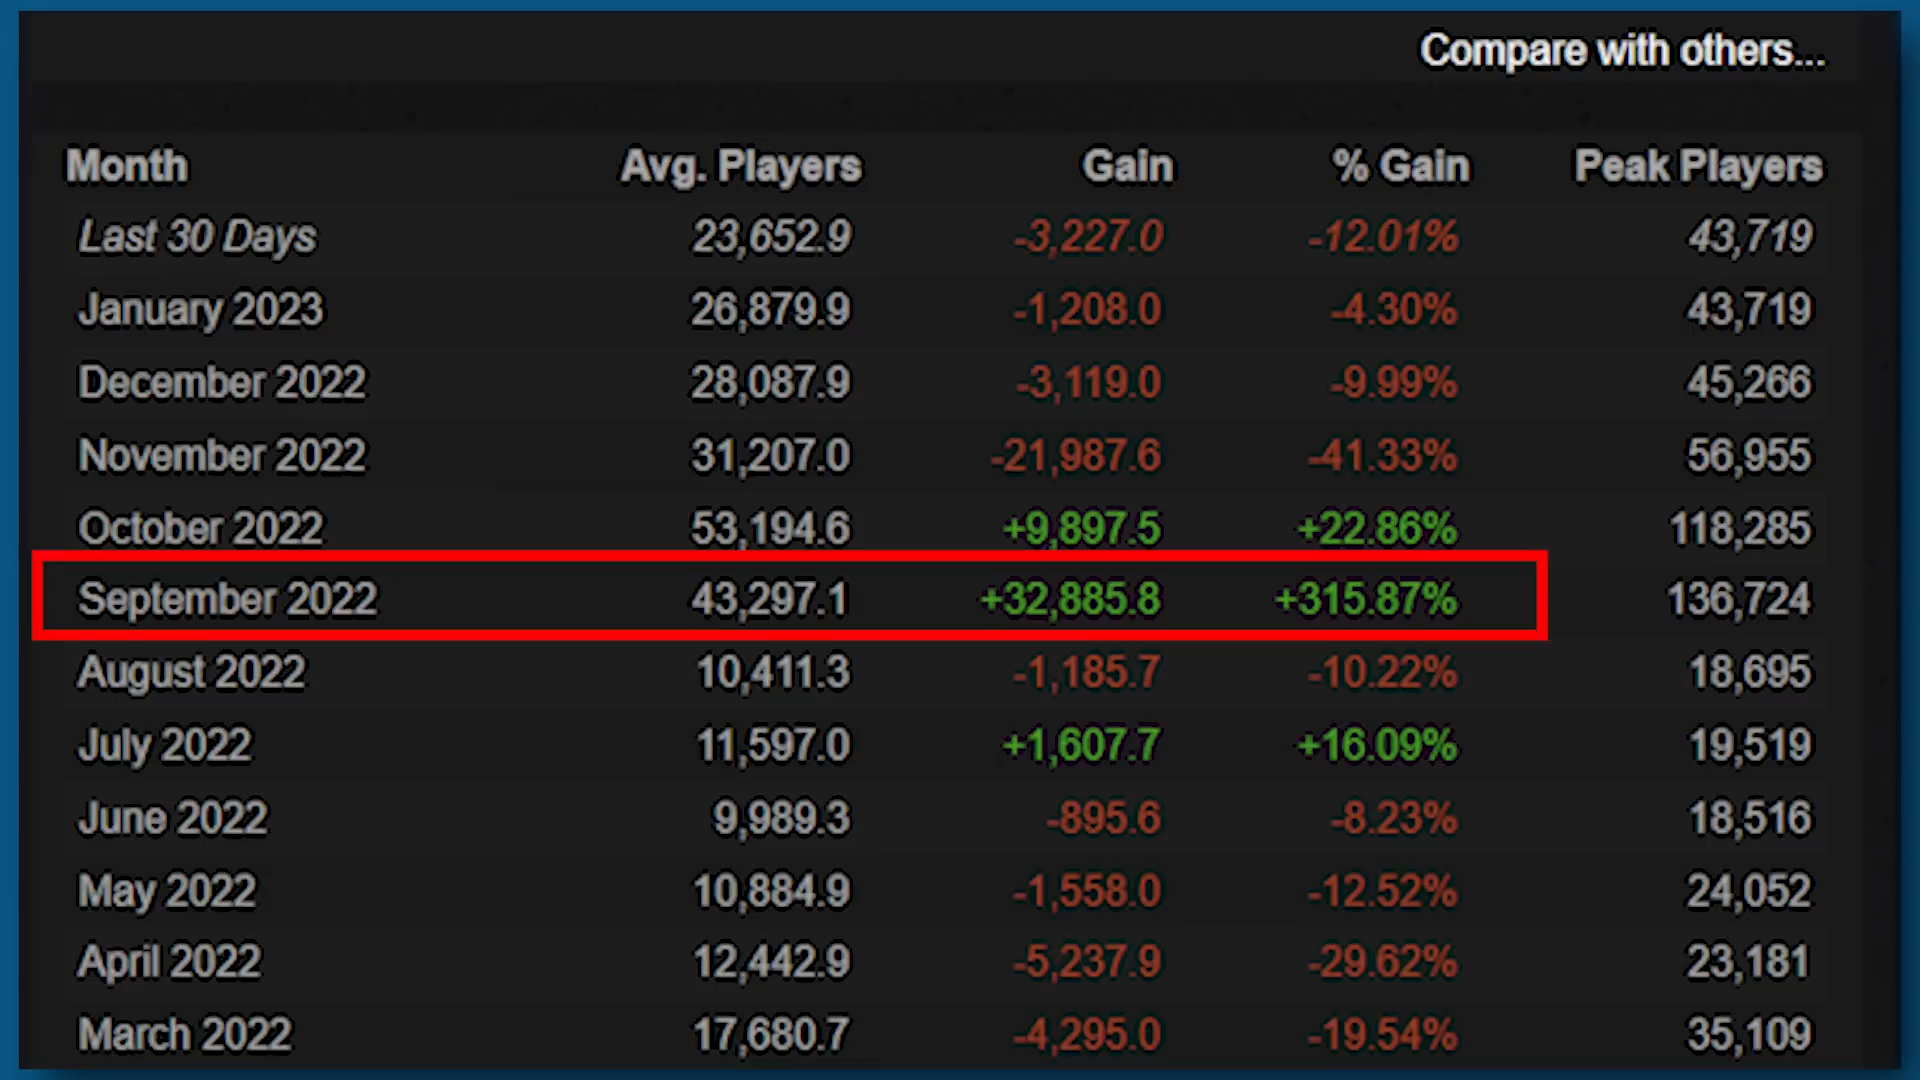 Compare with others...
Month Avg. Players Gain % Gain Peak Players
Last 30 Days 23,652.9 -3,227.0 -12.01% 43,719
January 2023 26,879.9 -1,208.0 -4.30% 43,719
December 2022 28,087.9 -3,119.0 -9.99% 45,266
November 2022 31,207.0 -21,987.6 -41.33% 56,955
October 2022 53,194.6 +9,897.5 +22.86% 118,285
September 2022 43,297.1 +32,885.8 +315.87% 136,724
August 2022 10,411.3 -1,185.7 -10.22% 18,695
July 2022 11,597.0 +1,607.7 +16.09% 19,519
June 2022 9,989.3 -895.6 -8.23% 18,516
May 2022 10,884.9 -1,558.0 -12.52% 24,052
April 2022 12,442.9 -5,237.9 -29.62% 23,181
March 2022 17,680.7 -4,295.0 -19.54% 35,109